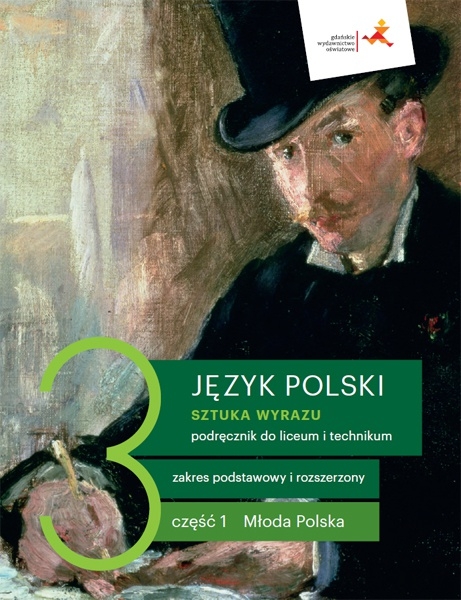 gdańskie
wydawnictwo
oświatowe
3
JĘZYK POLSKI
SZTUKA WYRAZU
podręcznik do liceum i technikum
zakres podstawowy i rozszerzony
część 1 Młoda Polska